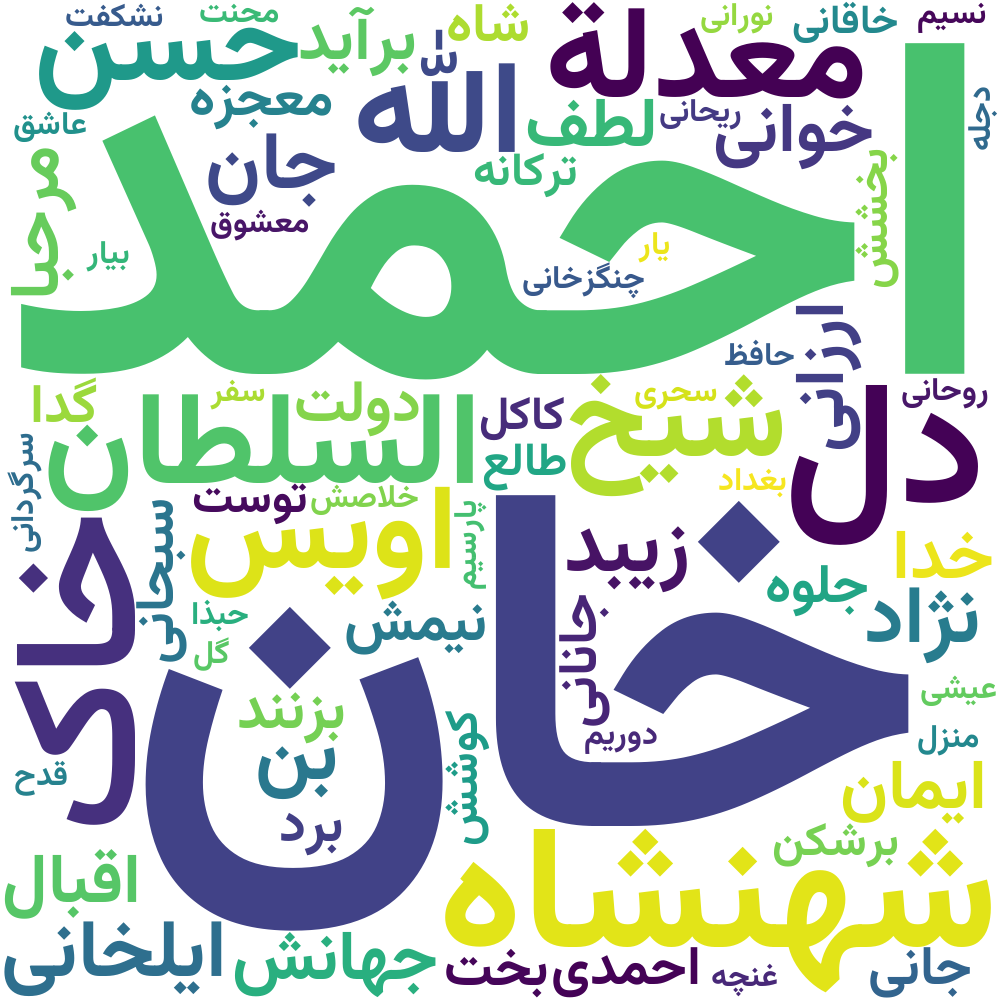 نسیم
خاقانی
نورانی
معدلة
شاه
برآید
محنت
نشکفت
حسن
معجزه
الله
لطف
ریحانی
خوانی
دجله
عاشق
جان
ترکانه
بخشش
مرحبا
معشوق
احمد
یار
بیار
چنگزخانی
حافظ
ارزانی
روحانی
سحری
شیخ
کاکل
دولت
سفر
گدا
السلطان
دل
طالع
بغداد
توست
خلاصش
سرگردانی
اویس
پارسیم
زیبد
خدا
خاک
سبحانی
خان
جلوه
نژاد
حبذا
نیمش
جانانی
گل
عیشی
بزنند
کوشش
دوریم
منزل
بن
قدح
ایمان
برد
برشکن
اقبال
شهنشاه
ایلخانی
جهانش
بخت
احمدی
غنچه
جانی